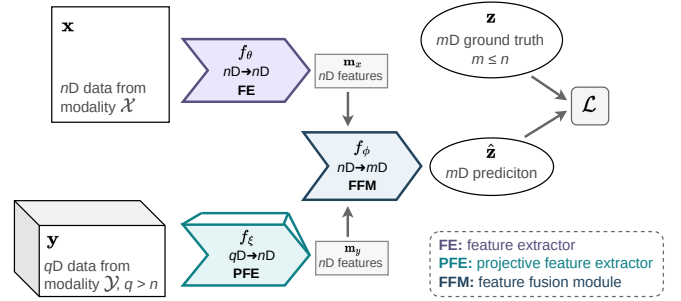 x
nD data from
modality 𝒳
f_θ
nD→nD
FE
m_x
nD features
z
mD ground truth
m ≤ n
ℒ
f_ϕ
nD→mD
FFM
ẑ
mD prediciton
y
qD data from
modality 𝒴, q > n
f_ξ
qD→nD
PFE
m_y
nD features
FE: feature extractor
PFE: projective feature extractor
FFM: feature fusion module